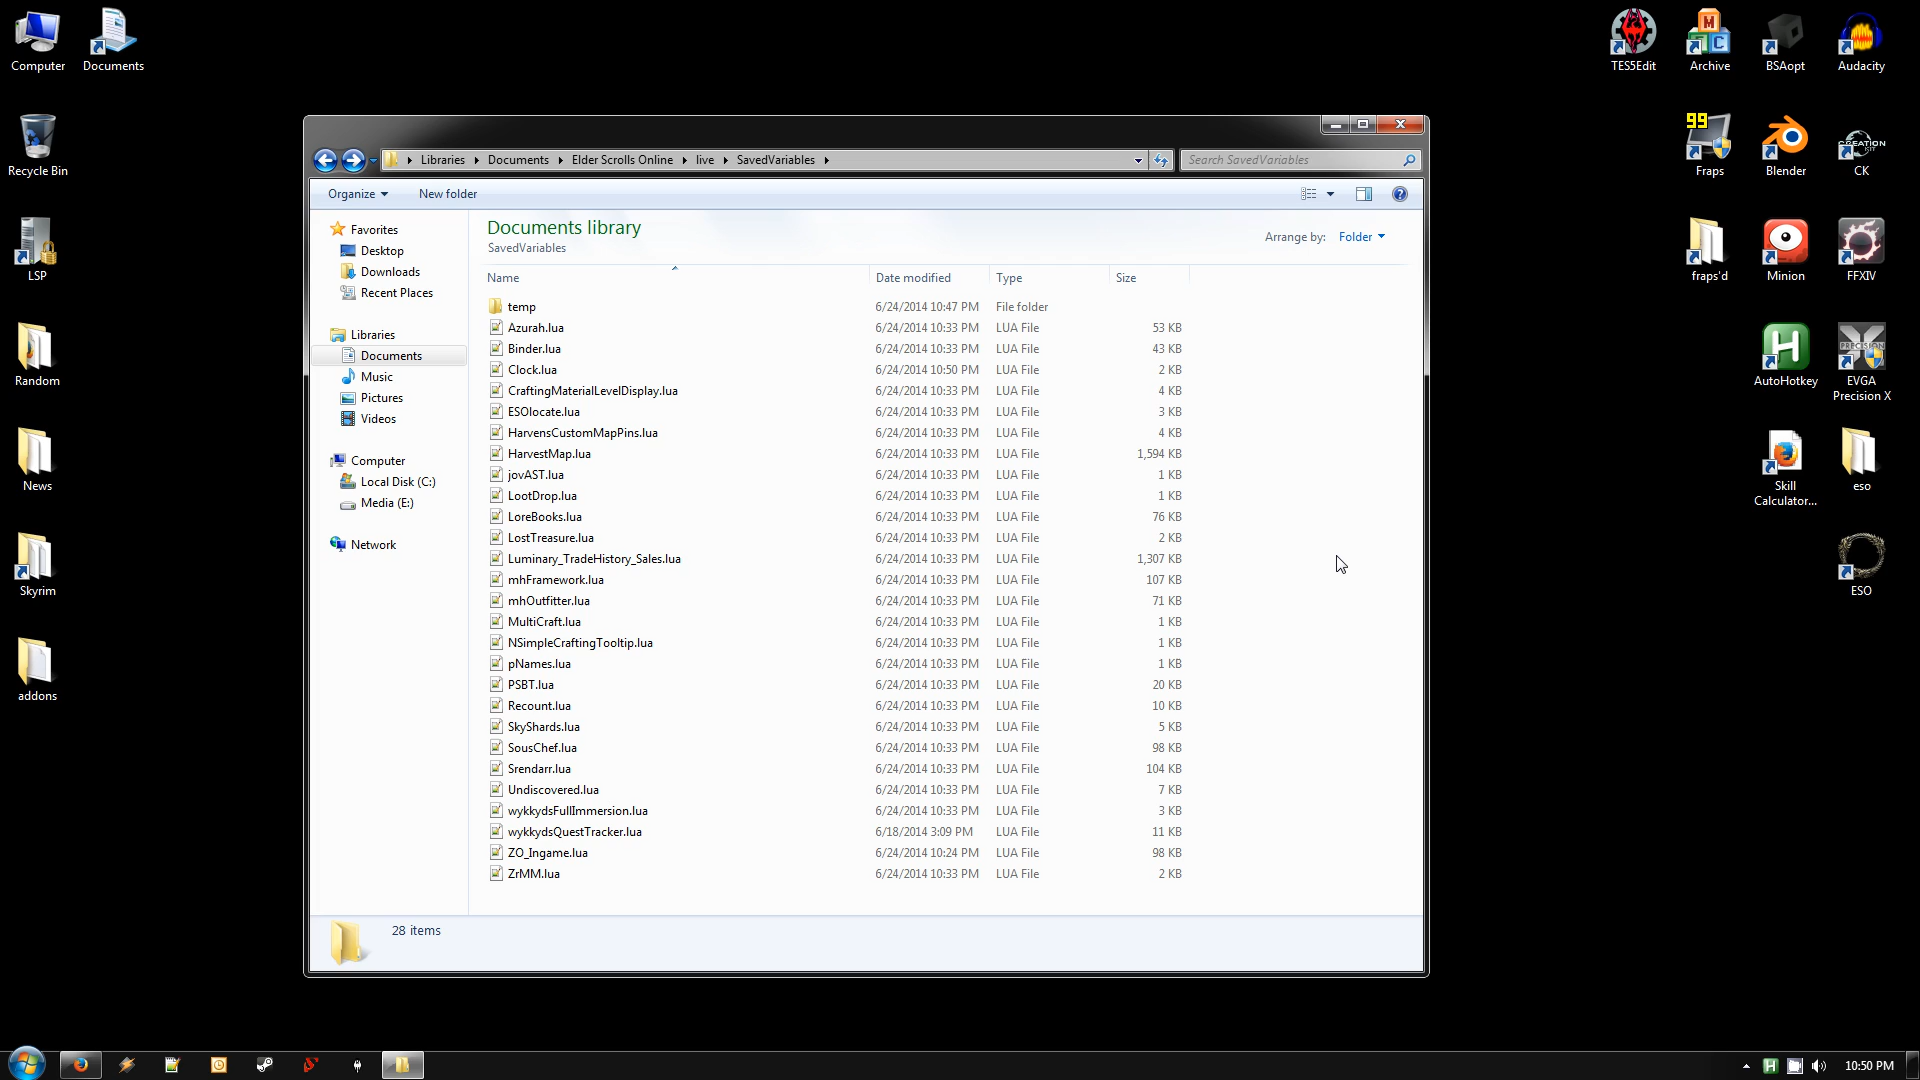 Computer
Documents
Recycle Bin
LSP
Random
News
Skyrim
addons
TES5Edit
Archive
BSAopt
Audacity
99
Fraps
Blender
CREATION KIT
CK
fraps'd
Minion
FFXIV
AutoHotkey
PRECISION
EVGA
Precision X
Skill
Calculator...
eso
ESO
Libraries
Documents
Elder Scrolls Online
live
SavedVariables
Search SavedVariables
Organize
New folder
Favorites
Desktop
Downloads
Recent Places
Libraries
Documents
Music
Pictures
Videos
Computer
Local Disk (C:)
Media (E:)
Network
Documents library
SavedVariables
Arrange by: Folder
Name Date modified Type Size
temp 6/24/2014 10:47 PM File folder
Azurah.lua 6/24/2014 10:33 PM LUA File 53 KB
Binder.lua 6/24/2014 10:33 PM LUA File 43 KB
Clock.lua 6/24/2014 10:50 PM LUA File 2 KB
CraftingMaterialLevelDisplay.lua 6/24/2014 10:33 PM LUA File 4 KB
ESOlocate.lua 6/24/2014 10:33 PM LUA File 3 KB
HarvensCustomMapPins.lua 6/24/2014 10:33 PM LUA File 4 KB
HarvestMap.lua 6/24/2014 10:33 PM LUA File 1,594 KB
jovAST.lua 6/24/2014 10:33 PM LUA File 1 KB
LootDrop.lua 6/24/2014 10:33 PM LUA File 1 KB
LoreBooks.lua 6/24/2014 10:33 PM LUA File 76 KB
LostTreasure.lua 6/24/2014 10:33 PM LUA File 2 KB
Luminary_TradeHistory_Sales.lua 6/24/2014 10:33 PM LUA File 1,307 KB
mhFramework.lua 6/24/2014 10:33 PM LUA File 107 KB
mhOutfitter.lua 6/24/2014 10:33 PM LUA File 71 KB
MultiCraft.lua 6/24/2014 10:33 PM LUA File 1 KB
NSimpleCraftingTooltip.lua 6/24/2014 10:33 PM LUA File 1 KB
pNames.lua 6/24/2014 10:33 PM LUA File 1 KB
PSBT.lua 6/24/2014 10:33 PM LUA File 20 KB
Recount.lua 6/24/2014 10:33 PM LUA File 10 KB
SkyShards.lua 6/24/2014 10:33 PM LUA File 5 KB
SousChef.lua 6/24/2014 10:33 PM LUA File 98 KB
Srendarr.lua 6/24/2014 10:33 PM LUA File 104 KB
Undiscovered.lua 6/24/2014 10:33 PM LUA File 7 KB
wykkydsFullImmersion.lua 6/24/2014 10:33 PM LUA File 3 KB
wykkydsQuestTracker.lua 6/18/2014 3:09 PM LUA File 11 KB
ZO_Ingame.lua 6/24/2014 10:24 PM LUA File 98 KB
ZrMM.lua 6/24/2014 10:33 PM LUA File 2 KB
28 items
10:50 PM